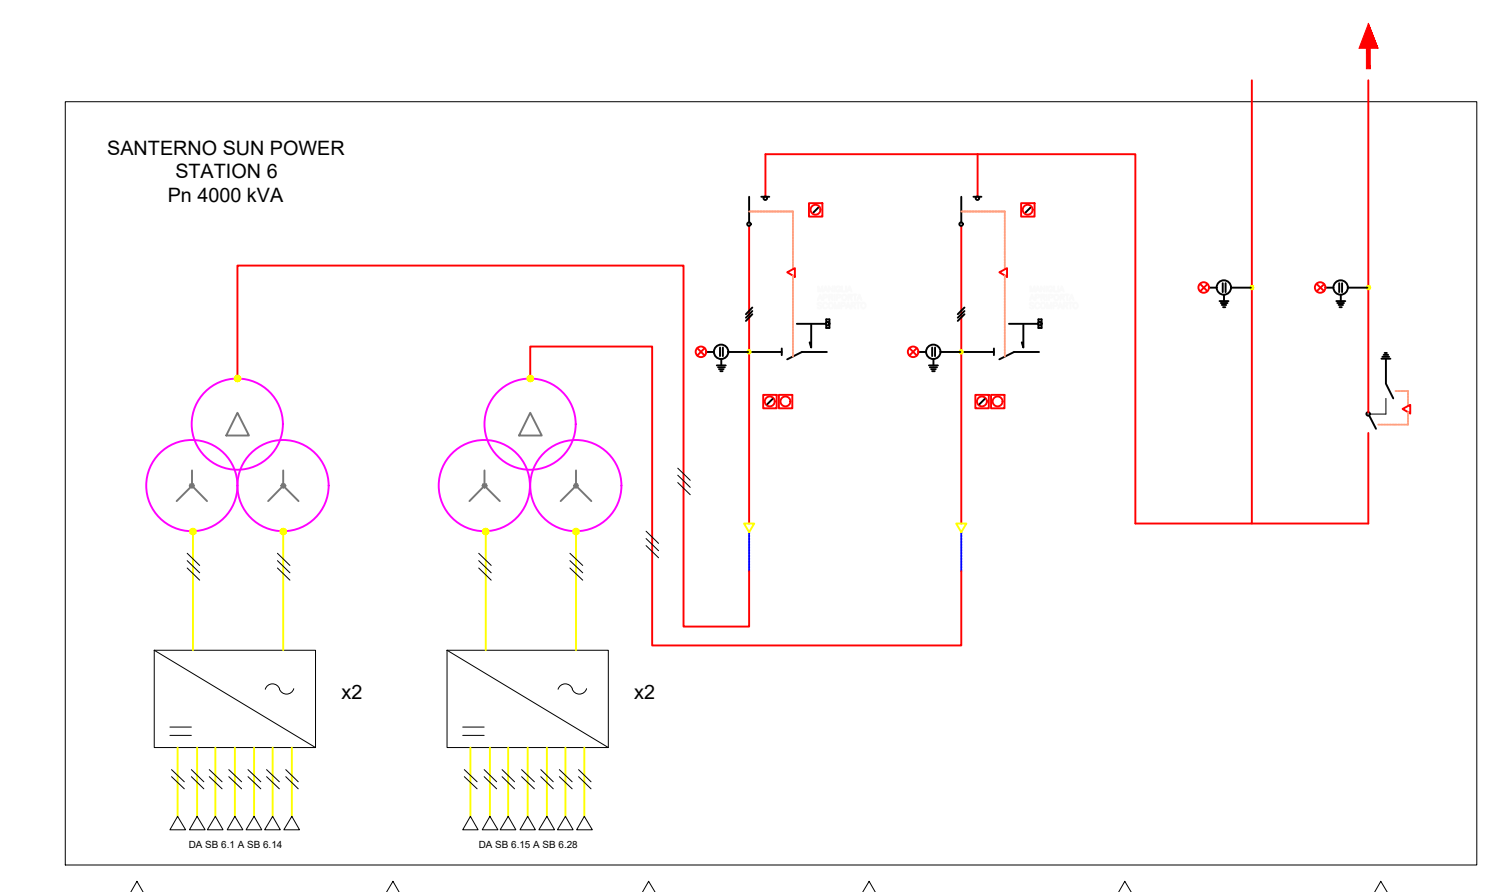 SANTERNO SUN POWER
STATION 6
Pn 4000 kVA
x2
x2
DA SB 6.1 A SB 6.14
DA SB 6.15 A SB 6.28